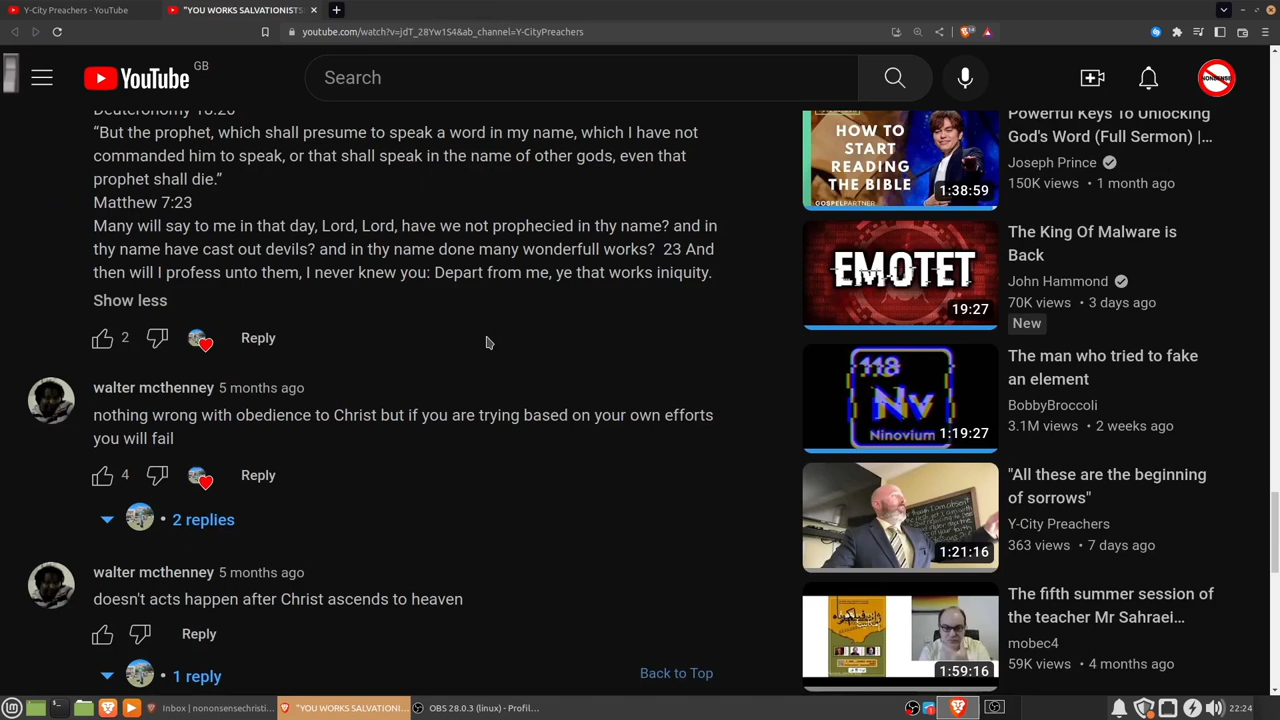 Y-City Preachers - YouTube
"YOU WORKS SALVATIONISTS
youtube.com/watch?v=jdT_28Yw1S4&ab_channel=Y-CityPreachers
14
YouTube GB
Search
NONSENSE
Deuteronomy 18:20
“But the prophet, which shall presume to speak a word in my name, which I have not
commanded him to speak, or that shall speak in the name of other gods, even that
prophet shall die.”
Matthew 7:23
Many will say to me in that day, Lord, Lord, have we not prophecied in thy name? and in
thy name have cast out devils? and in thy name done many wonderfull works? 23 And
then will I profess unto them, I never knew you: Depart from me, ye that works iniquity.
Show less
2 Reply
walter mcthenney 5 months ago
nothing wrong with obedience to Christ but if you are trying based on your own efforts
you will fail
4 Reply
• 2 replies
walter mcthenney 5 months ago
doesn't acts happen after Christ ascends to heaven
Reply
• 1 reply
Back to Top
HOW TO
START
READING
THE BIBLE
GOSPELPARTNER
1:38:59
Powerful Keys To Unlocking
God's Word (Full Sermon) |...
Joseph Prince
150K views • 1 month ago
EMOTET
19:27
The King Of Malware is
Back
John Hammond
70K views • 3 days ago
New
118
Nv
Ninovium
1:19:27
The man who tried to fake
an element
BobbyBroccoli
3.1M views • 2 weeks ago
1:21:16
"All these are the beginning
of sorrows"
Y-City Preachers
363 views • 7 days ago
1:59:16
The fifth summer session of
the teacher Mr Sahraei...
mobec4
59K views • 4 months ago
Inbox | nononsensechristi...
"YOU WORKS SALVATIONI...
OBS 28.0.3 (linux) - Profil...
22:24